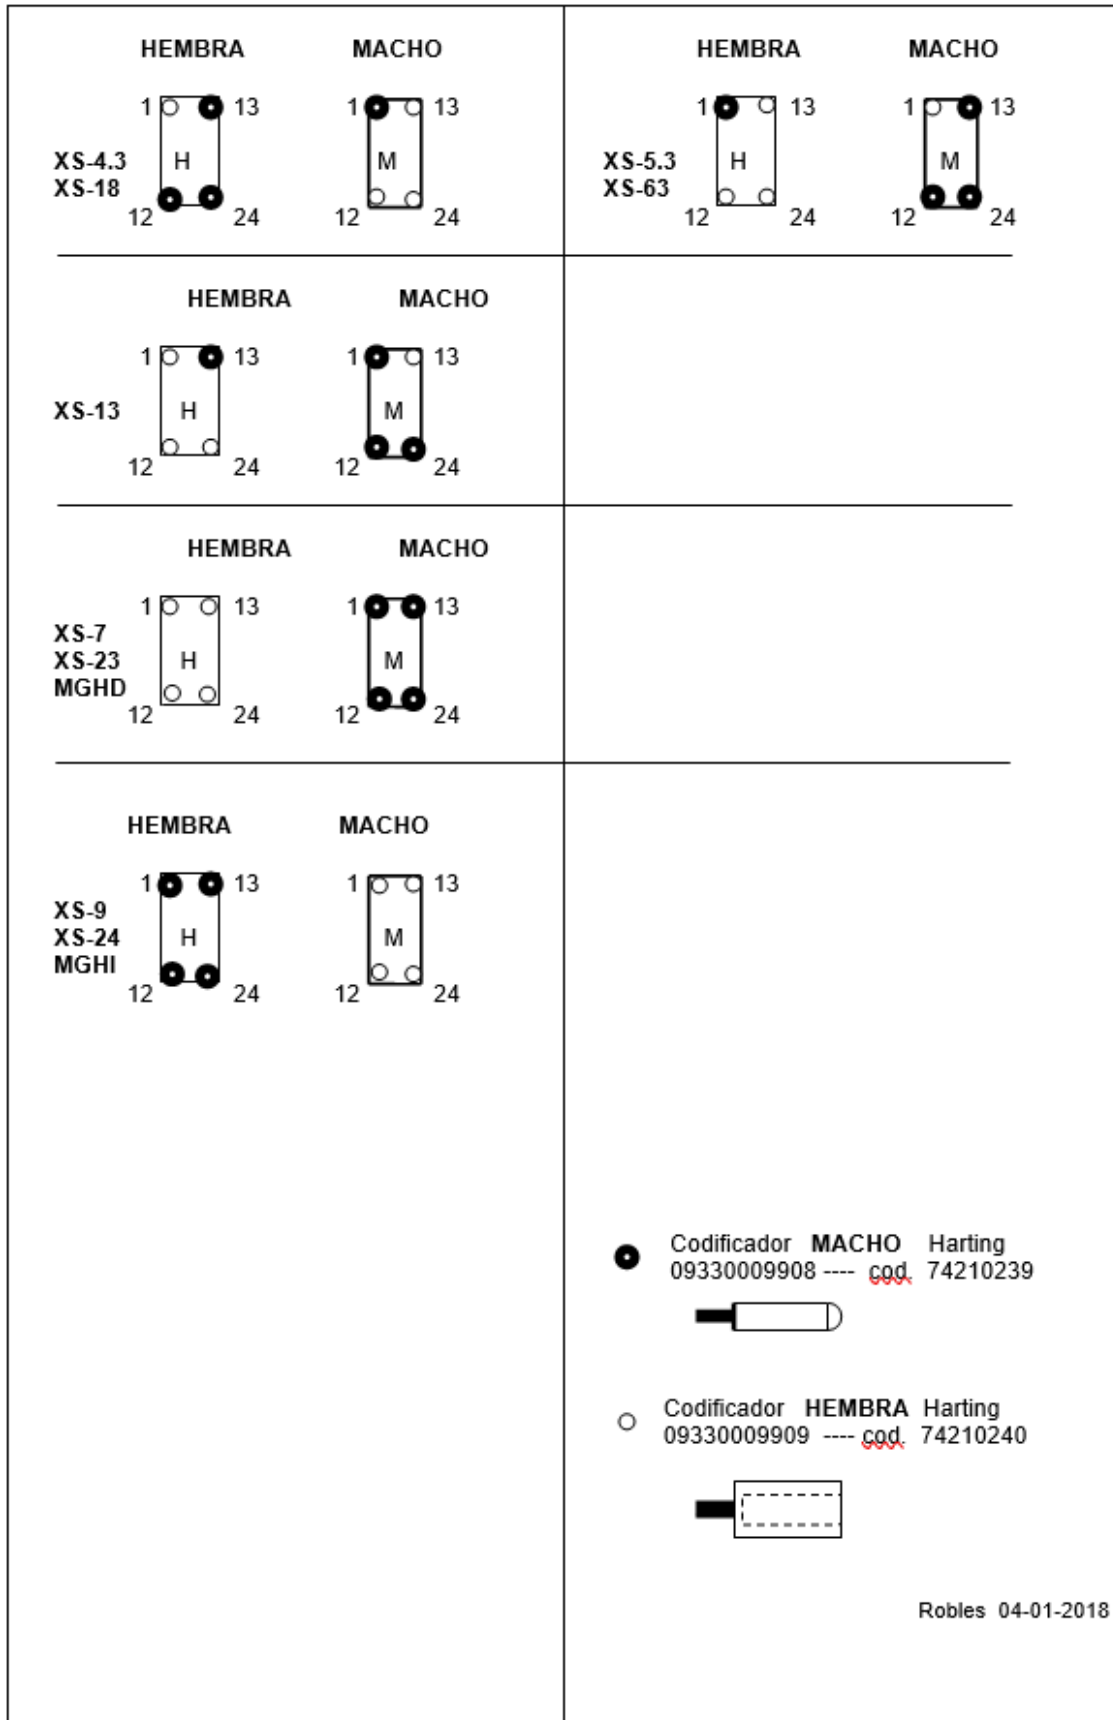 HEMBRA MACHO
1 13 1 13
XS-4.3 H M
XS-18
12 24 12 24
HEMBRA MACHO
1 13 1 13
XS-5.3 H M
XS-63
12 24 12 24
HEMBRA MACHO
1 13 1 13
XS-13 H M
12 24 12 24
HEMBRA MACHO
1 13 1 13
XS-7
XS-23 H M
MGHD
12 24 12 24
HEMBRA MACHO
1 13 1 13
XS-9
XS-24 H M
MGHI
12 24 12 24
Codificador MACHO Harting
09330009908 ---- cod. 74210239
Codificador HEMBRA Harting
09330009909 ---- cod. 74210240
Robles 04-01-2018